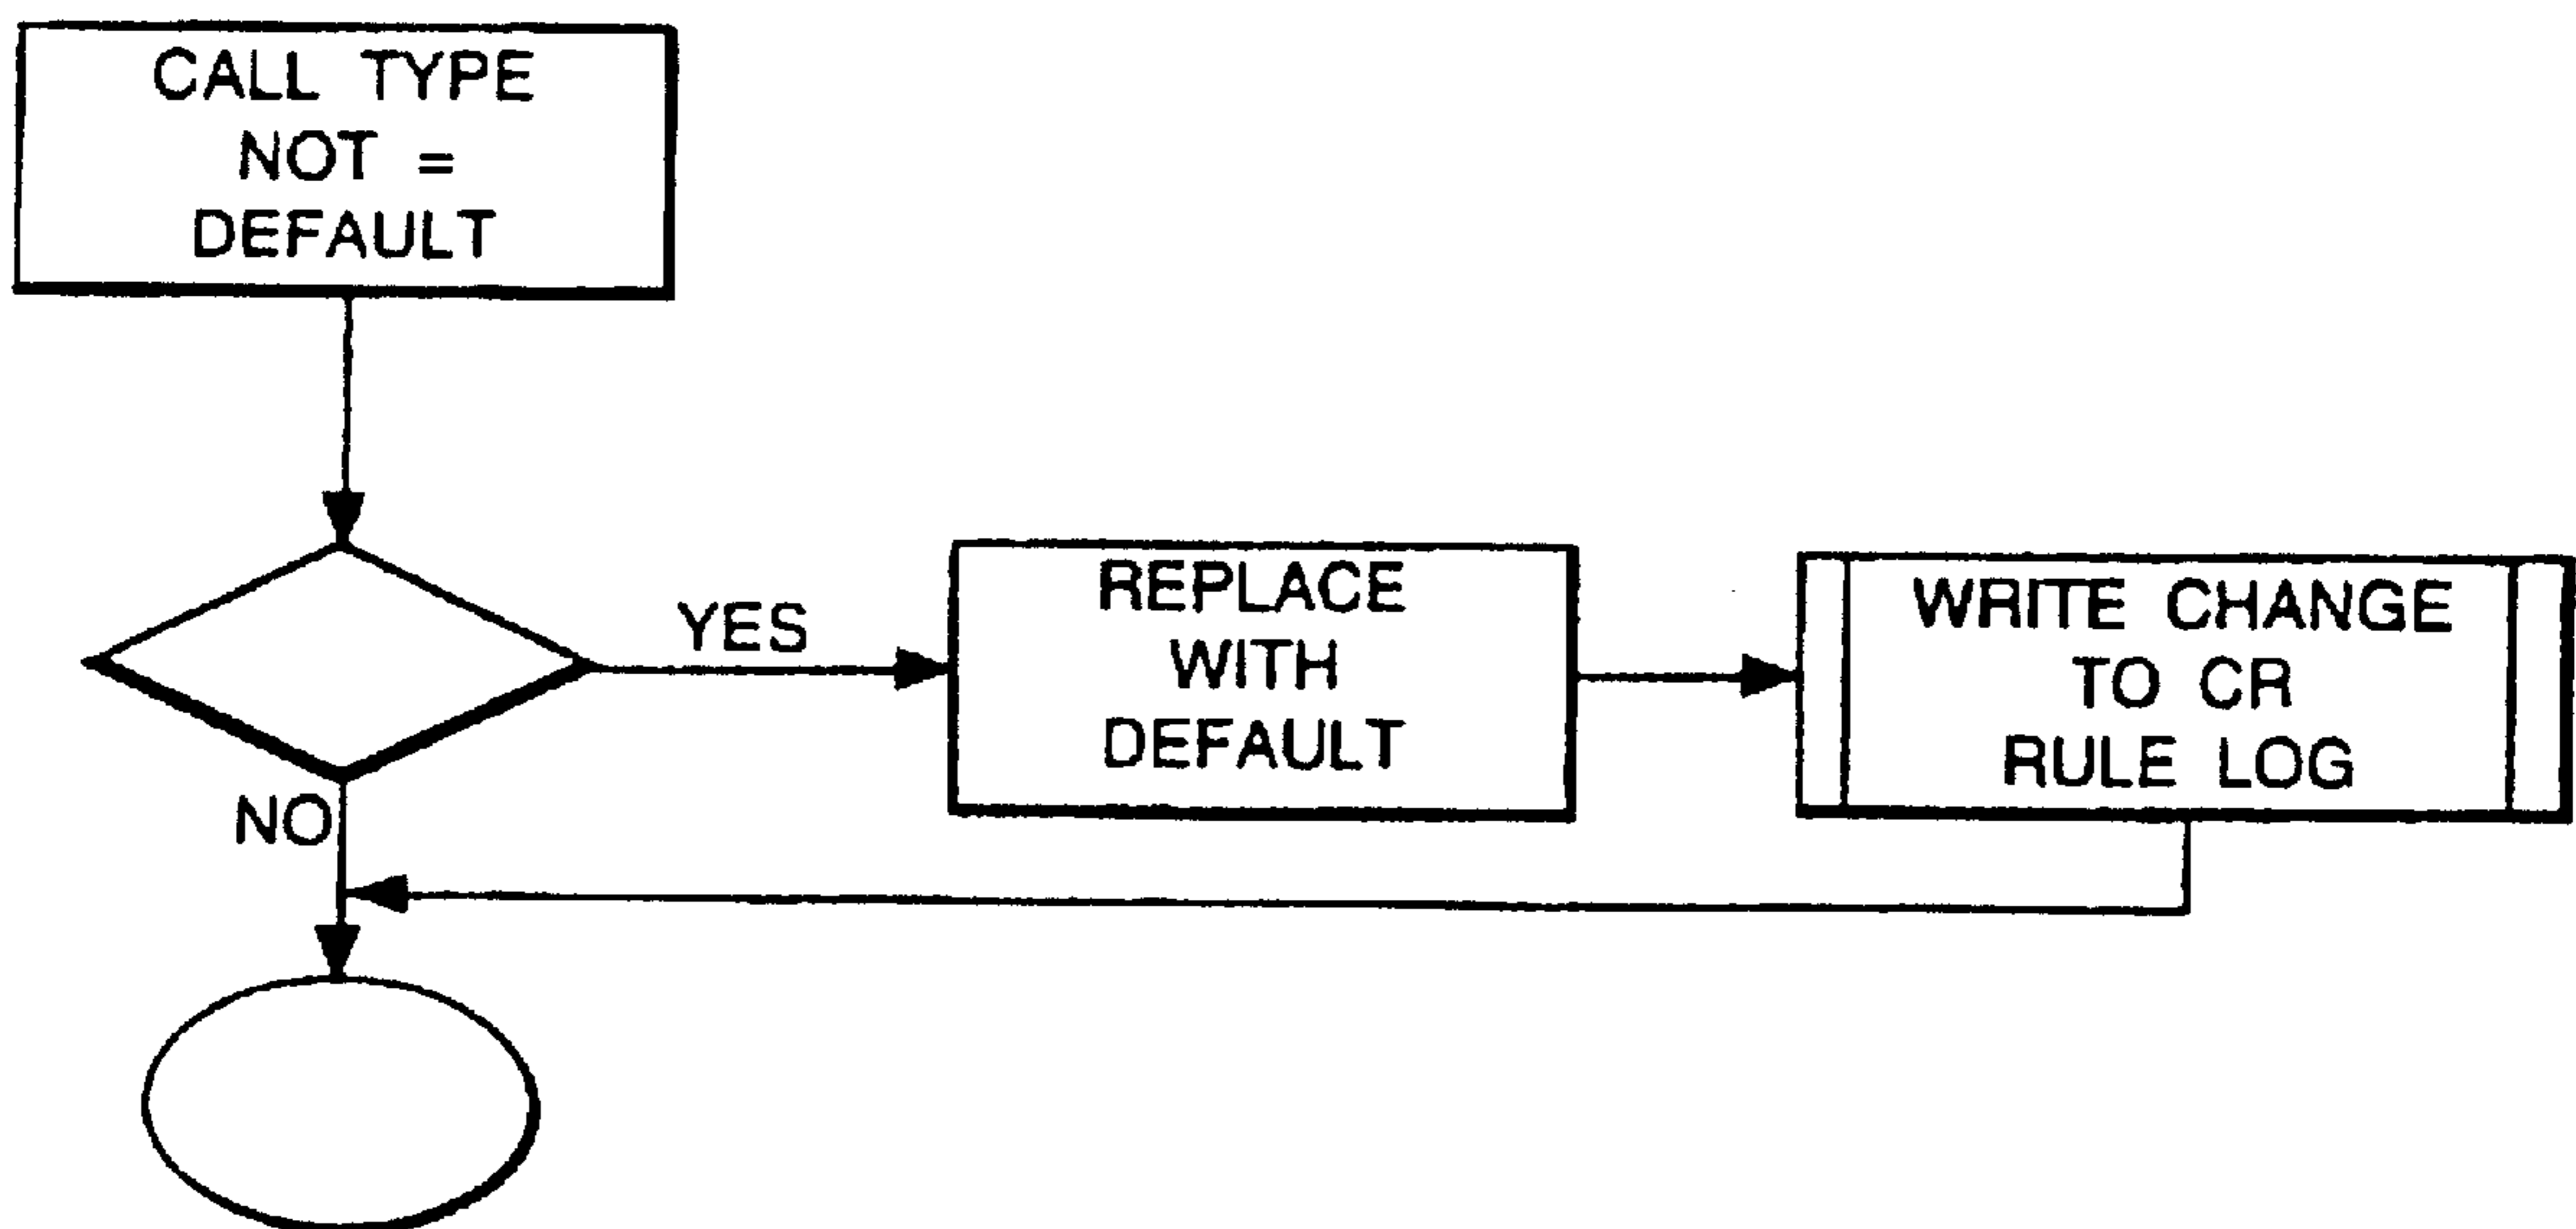 CALL TYPE
NOT =
DEFAULT
YES
REPLACE
WITH
DEFAULT
WRITE CHANGE
TO CR
RULE LOG
NO